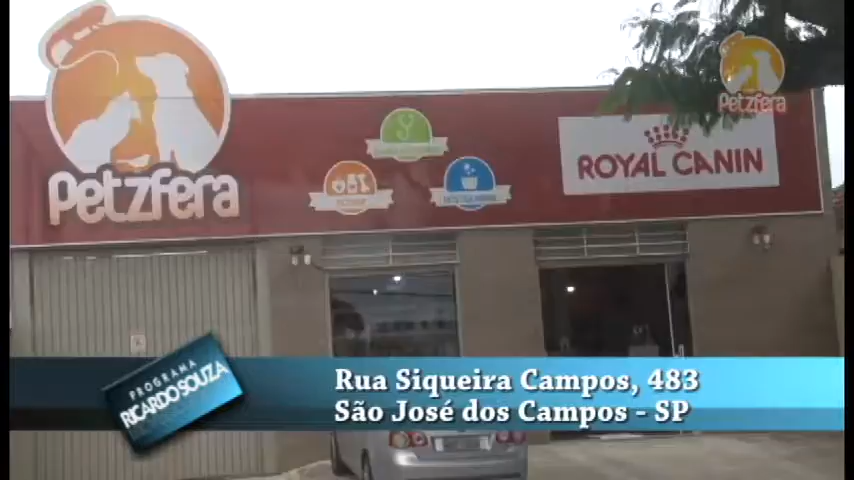 Petzfera
Petzfera
ROYAL CANIN
PROGRAMA
RICARDO SOUZA
Rua Siqueira Campos, 483
São José dos Campos - SP